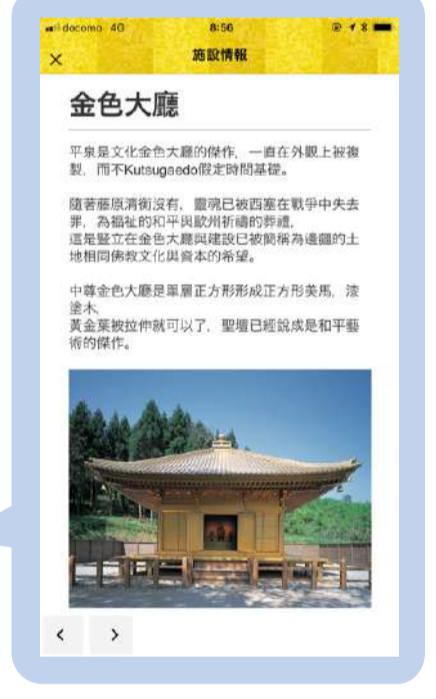 docomo 4G 8:56
施設情報
金色大廳
平泉是文化金色大廳的傑作，一直在外觀上被複
製，而不Kutsugaedo假定時間基礎。
隨著藤原清衡沒有，靈魂已被西塞在戰爭中失去
罪，為福祉的和平與歐州祈禱的葬禮，
這是豎立在金色大廳與建設已被簡稱為邊疆的土
地相同佛教文化與資本的希望。
中尊金色大廳是單層正方形形成正方形美馬，漆
塗木，
黃金葉被拉伸就可以了，聖壇已經說成是和平藝
術的傑作。